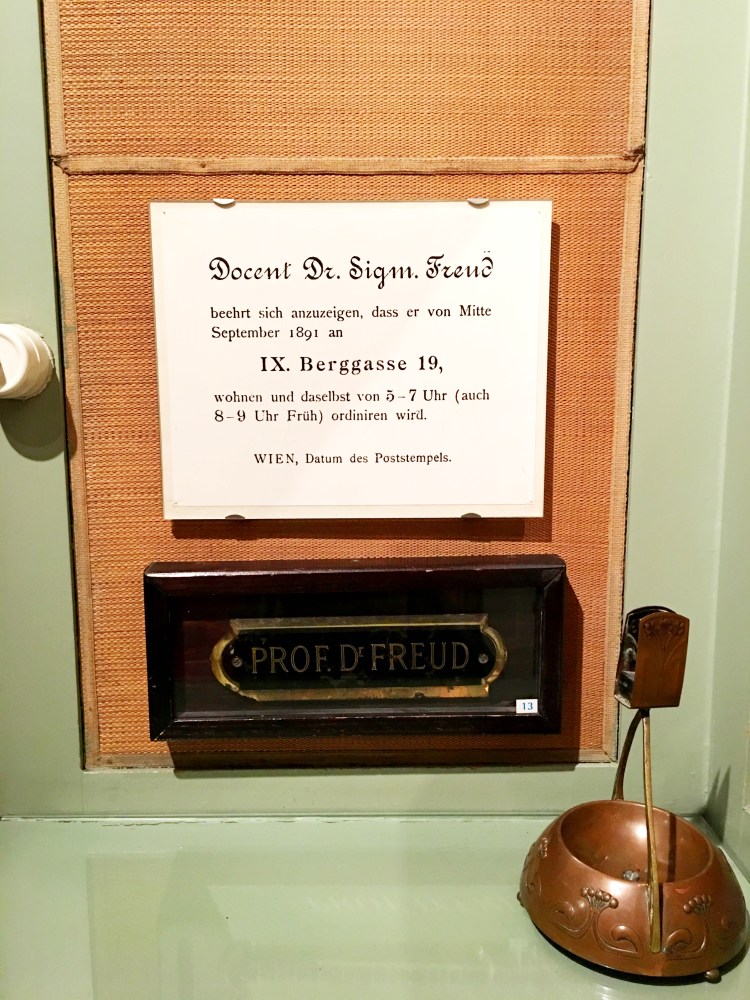 Docent Dr. Sigm. Freud
beehrt sich anzuzeigen, dass er von Mitte
September 1891 an
IX. Berggasse 19,
wohnen und daselbst von 5–7 Uhr (auch
8–9 Uhr Früh) ordiniren wird.
WIEN, Datum des Poststempels.
PROF. Dr FREUD
13